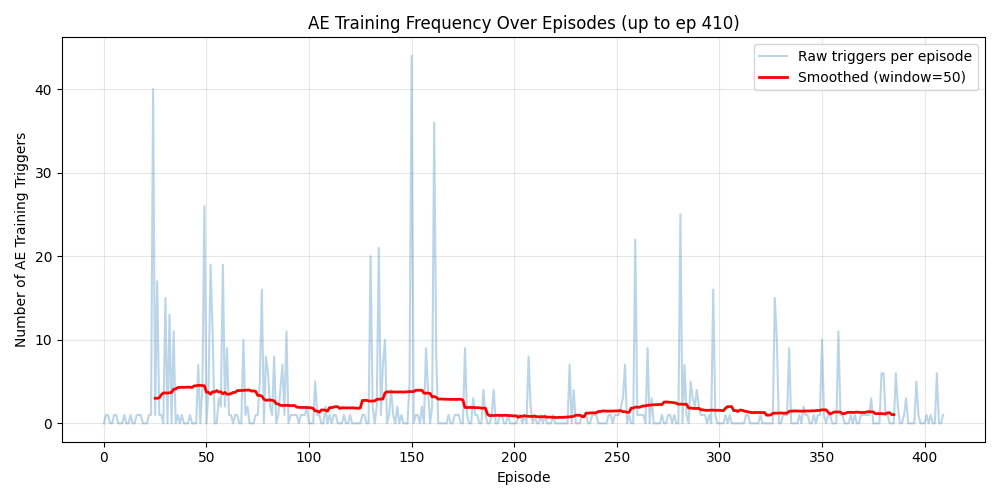 AE Training Frequency Over Episodes (up to ep 410)
Raw triggers per episode
Smoothed (window=50)
Number of AE Training Triggers
40
30
20
10
0
0 50 100 150 200 250 300 350 400
Episode